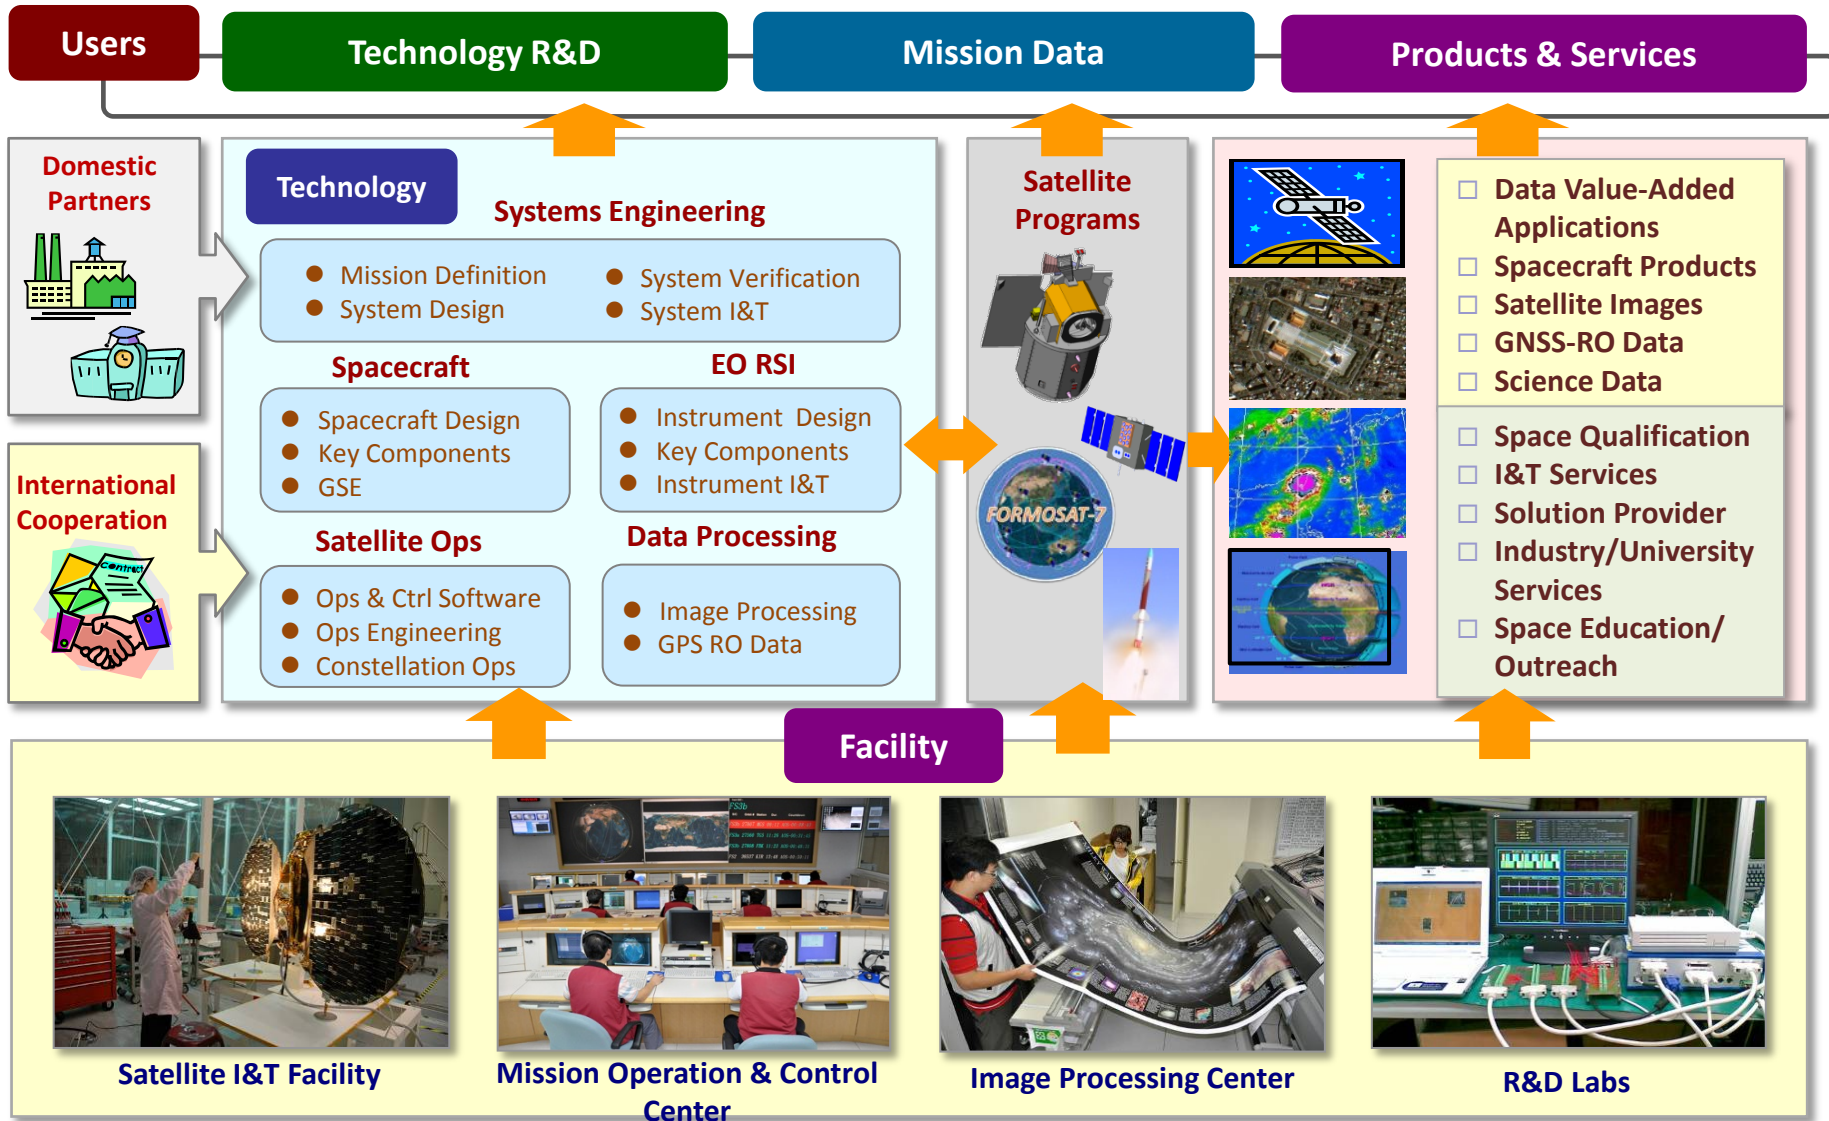 Users
Technology R&D
Mission Data
Products & Services
Domestic
Partners
International
Cooperation
contract
Technology
Systems Engineering
Mission Definition
System Design
System Verification
System I&T
Spacecraft
Spacecraft Design
Key Components
GSE
EO RSI
Instrument Design
Key Components
Instrument I&T
Satellite Ops
Ops & Ctrl Software
Ops Engineering
Constellation Ops
Data Processing
Image Processing
GPS RO Data
Satellite
Programs
FORMOSAT-7
Data Value-Added
Applications
Spacecraft Products
Satellite Images
GNSS-RO Data
Science Data
Space Qualification
I&T Services
Solution Provider
Industry/University
Services
Space Education/
Outreach
Facility
FS3b
Satellite I&T Facility
Mission Operation & Control
Center
Image Processing Center
R&D Labs